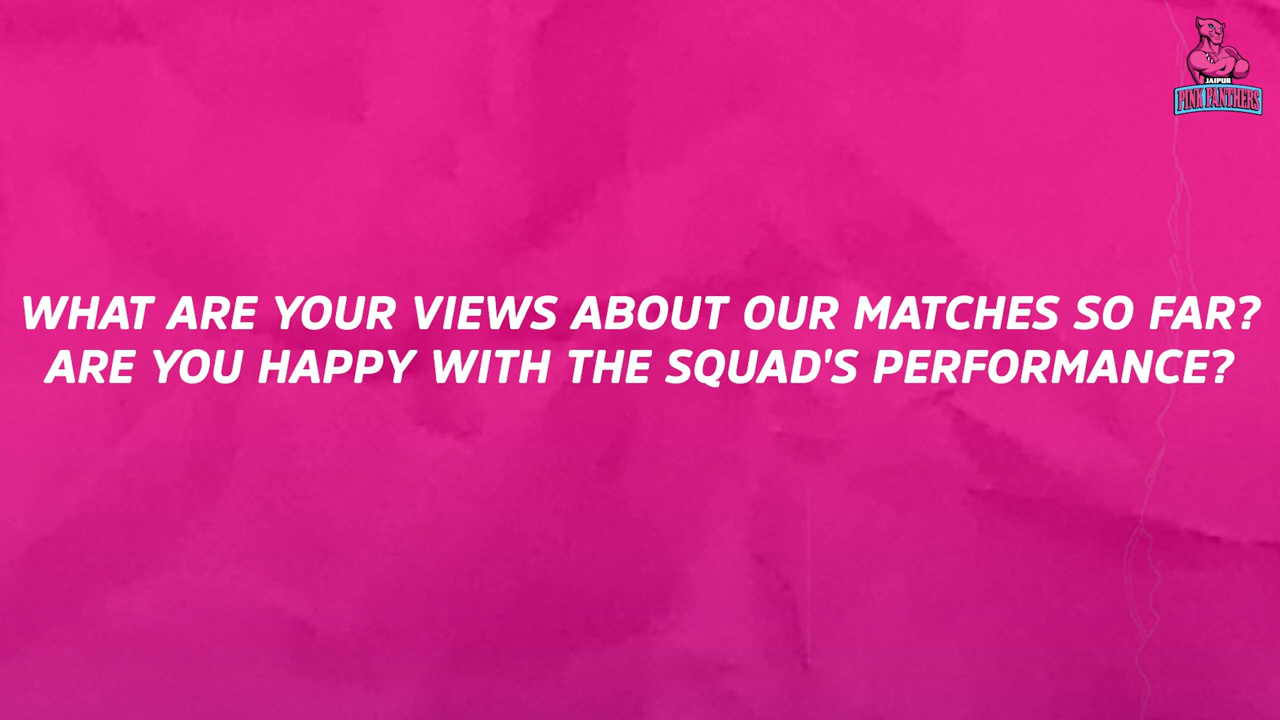 JAIPUR
PINK PANTHERS
WHAT ARE YOUR VIEWS ABOUT OUR MATCHES SO FAR?
ARE YOU HAPPY WITH THE SQUAD'S PERFORMANCE?